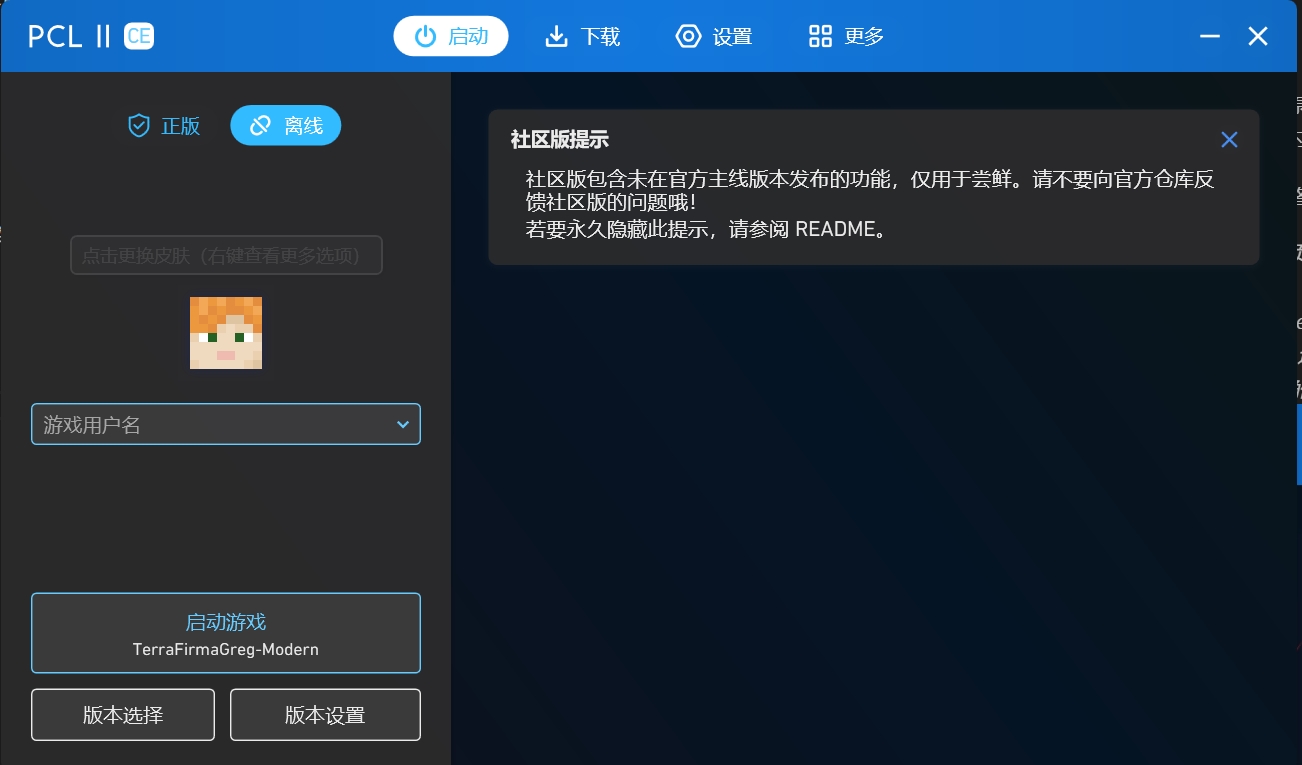 PCL II CE
启动
下载
设置
更多
正版
离线
点击更换皮肤（右键查看更多选项）
游戏用户名
启动游戏
TerraFirmaGreg-Modern
版本选择
版本设置
社区版提示
社区版包含未在官方主线版本发布的功能，仅用于尝鲜。请不要向官方仓库反
馈社区版的问题哦！
若要永久隐藏此提示，请参阅 README。